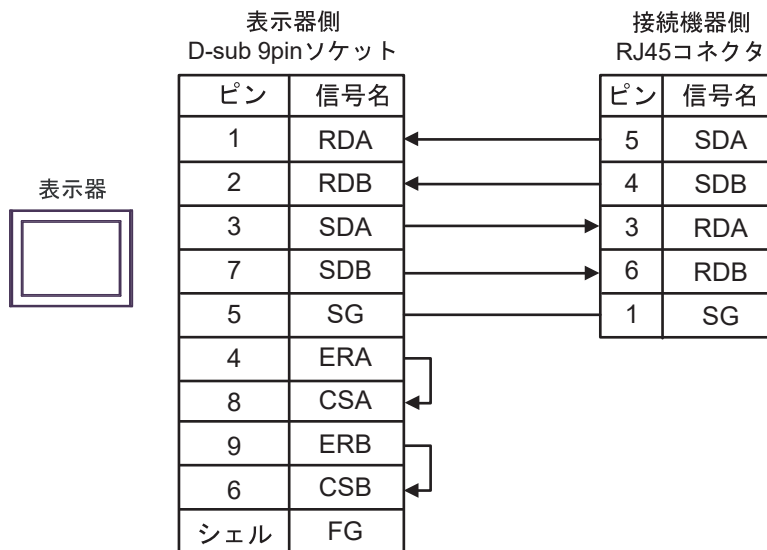 表示器側
D-sub 9pinソケット
接続機器側
RJ45コネクタ
表示器
ピン 信号名 ピン 信号名
1 RDA 5 SDA
2 RDB 4 SDB
3 SDA 3 RDA
7 SDB 6 RDB
5 SG 1 SG
4 ERA
8 CSA
9 ERB
6 CSB
シェル FG